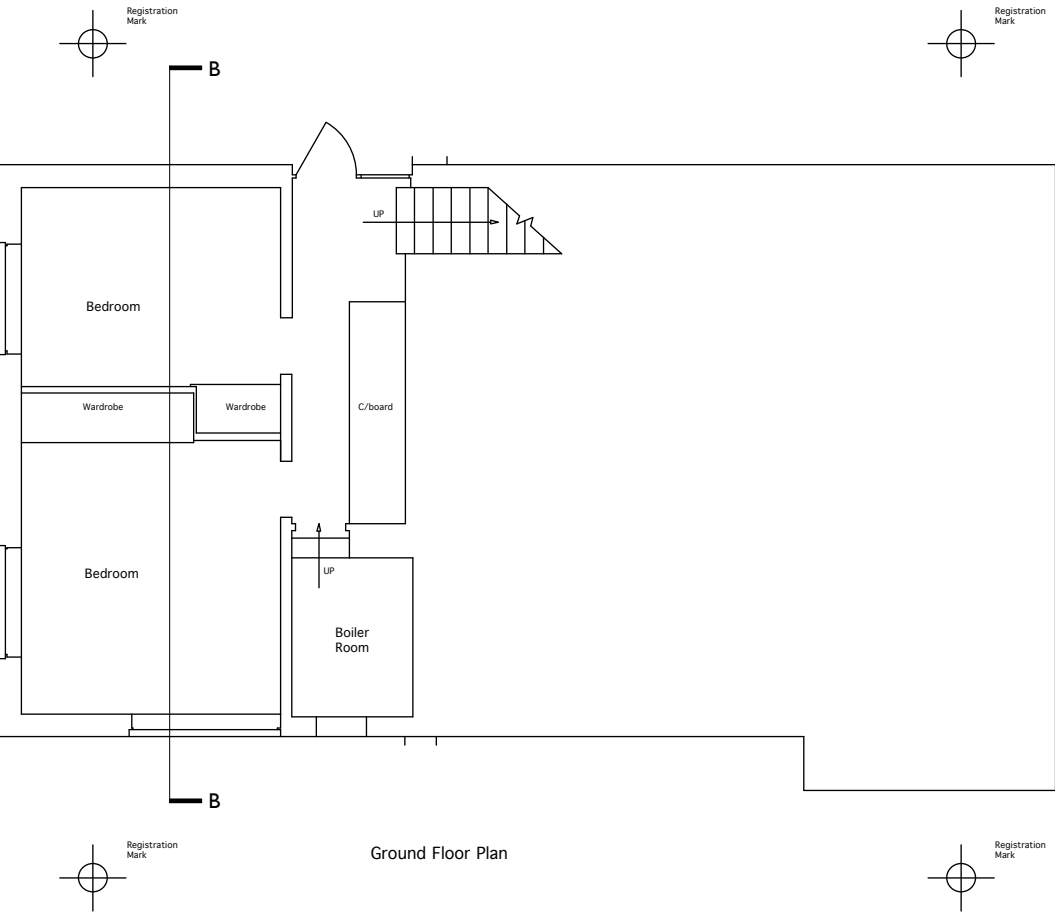 Registration
Mark
Registration
Mark
B
UP
Bedroom
Wardrobe
Wardrobe
C/board
Bedroom
UP
Boiler
Room
B
Registration
Mark
Ground Floor Plan
Registration
Mark